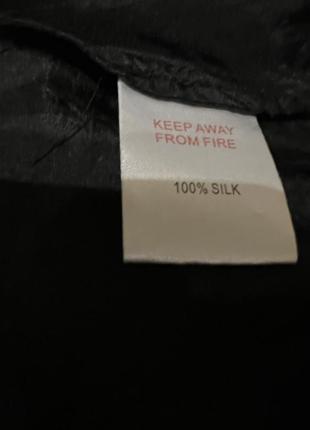 KEEP AWAY
FROM FIRE
100% SILK